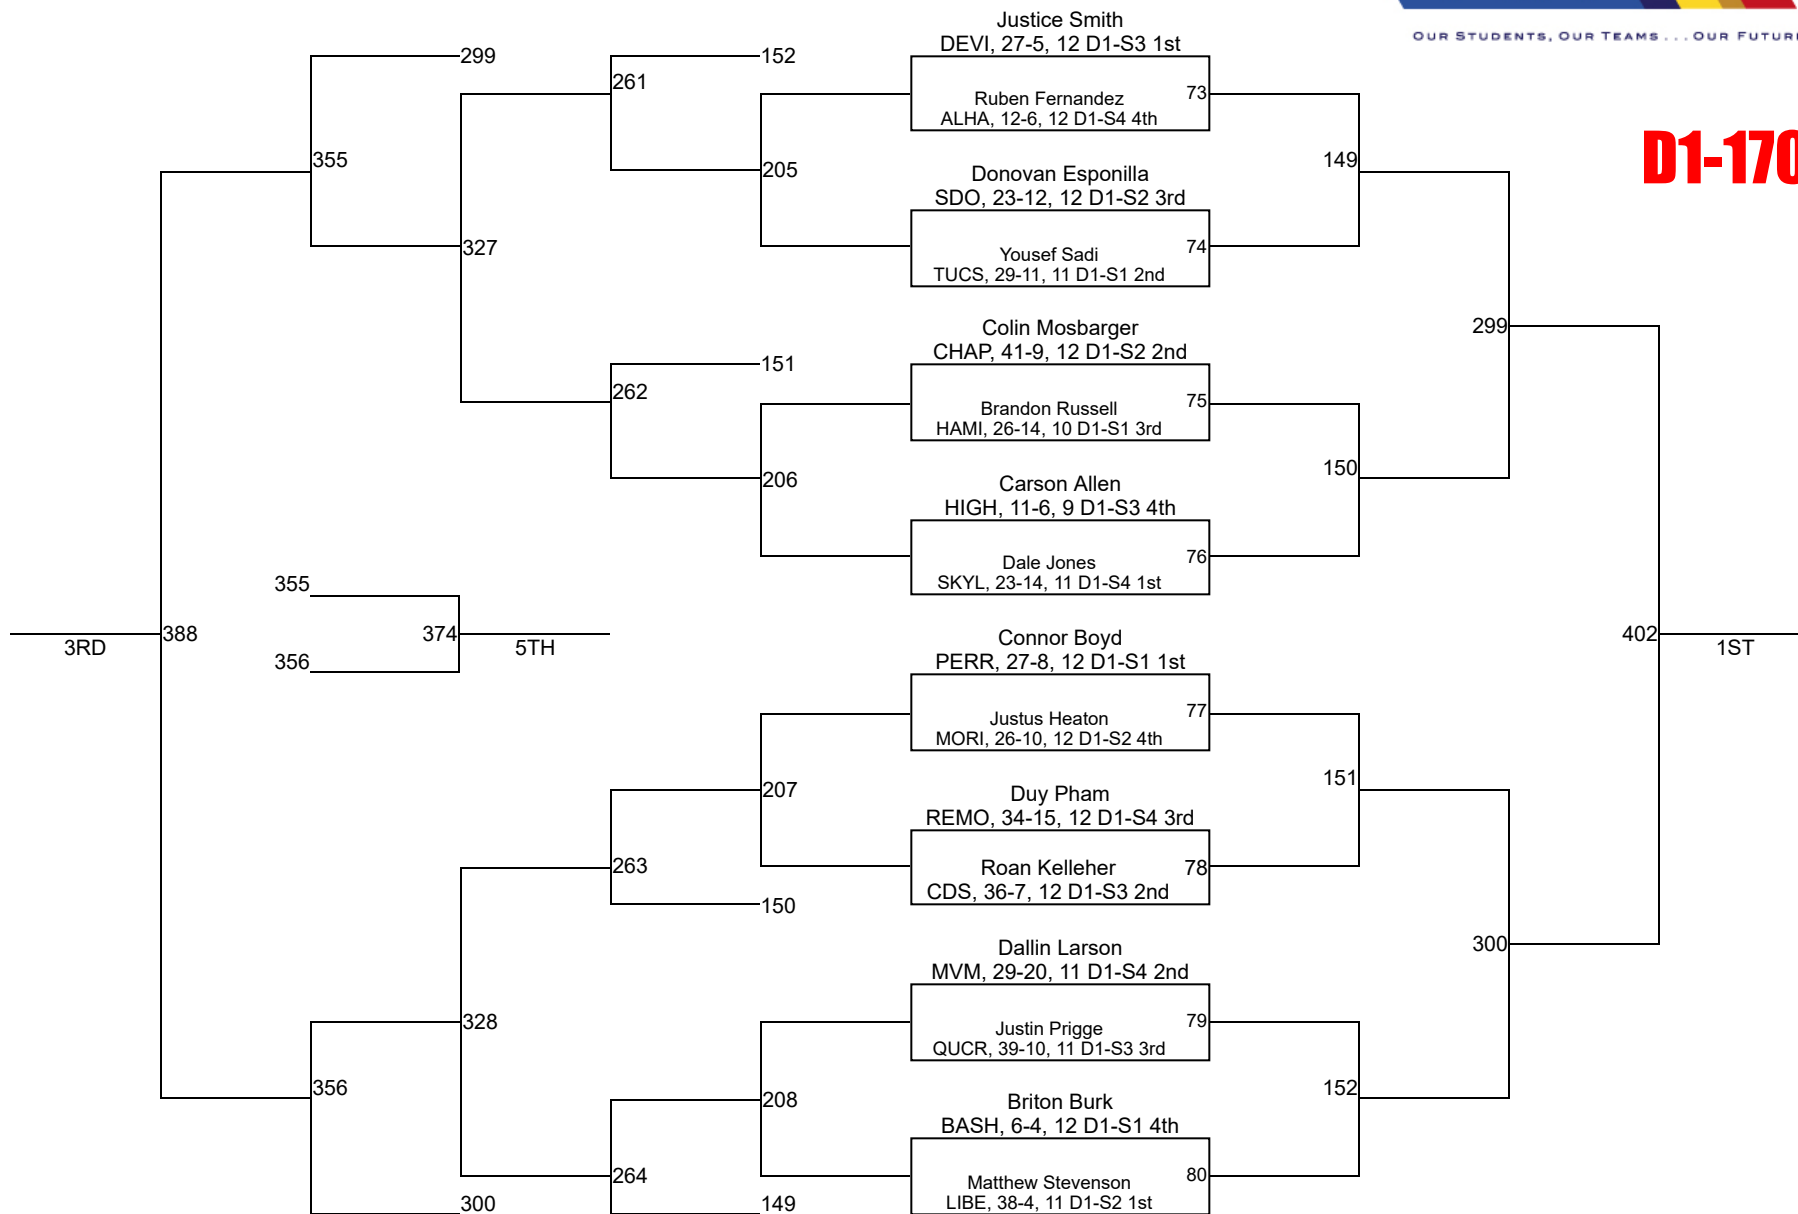 OUR STUDENTS, OUR TEAMS...OUR FUTURE
D1-170
Justice Smith
DEVI, 27-5, 12 D1-S3 1st
Ruben Fernandez
ALHA, 12-6, 12 D1-S4 4th
73
Donovan Esponilla
SDO, 23-12, 12 D1-S2 3rd
Yousef Sadi
TUCS, 29-11, 11 D1-S1 2nd
74
Colin Mosbarger
CHAP, 41-9, 12 D1-S2 2nd
Brandon Russell
HAMI, 26-14, 10 D1-S1 3rd
75
Carson Allen
HIGH, 11-6, 9 D1-S3 4th
Dale Jones
SKYL, 23-14, 11 D1-S4 1st
76
Connor Boyd
PERR, 27-8, 12 D1-S1 1st
Justus Heaton
MORI, 26-10, 12 D1-S2 4th
77
Duy Pham
REMO, 34-15, 12 D1-S4 3rd
Roan Kelleher
CDS, 36-7, 12 D1-S3 2nd
78
Dallin Larson
MVM, 29-20, 11 D1-S4 2nd
Justin Prigge
QUCR, 39-10, 11 D1-S3 3rd
79
Briton Burk
BASH, 6-4, 12 D1-S1 4th
Matthew Stevenson
LIBE, 38-4, 11 D1-S2 1st
80
149
150
151
152
299
300
402
1ST
152
205
151
206
207
150
208
149
261
262
263
264
299
327
328
300
355
356
388
3RD
355
356
374
5TH